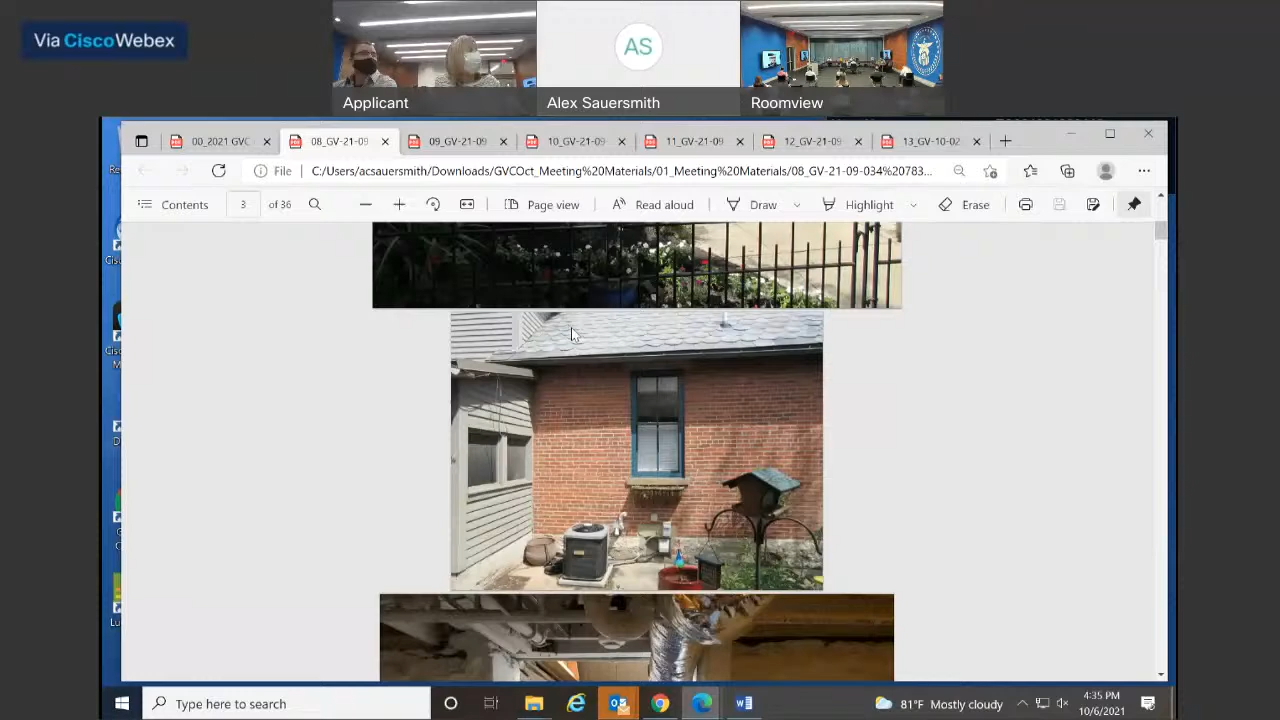 Via Cisco Webex
AS
Applicant
Alex Sauersmith
Roomview
00_2021 GVC
08_GV-21-09
09_GV-21-09
10_GV-21-09
11_GV-21-09
12_GV-21-09
13_GV-10-02
File
C:/Users/acsauersmith/Downloads/GVCOct_Meeting%20Materials/01_Meeting%20Materials/08_GV-21-09-034%20783...
Contents
3 of 36
Page view
Read aloud
Draw
Highlight
Erase
Type here to search
81°F Mostly cloudy
4:35 PM
10/6/2021